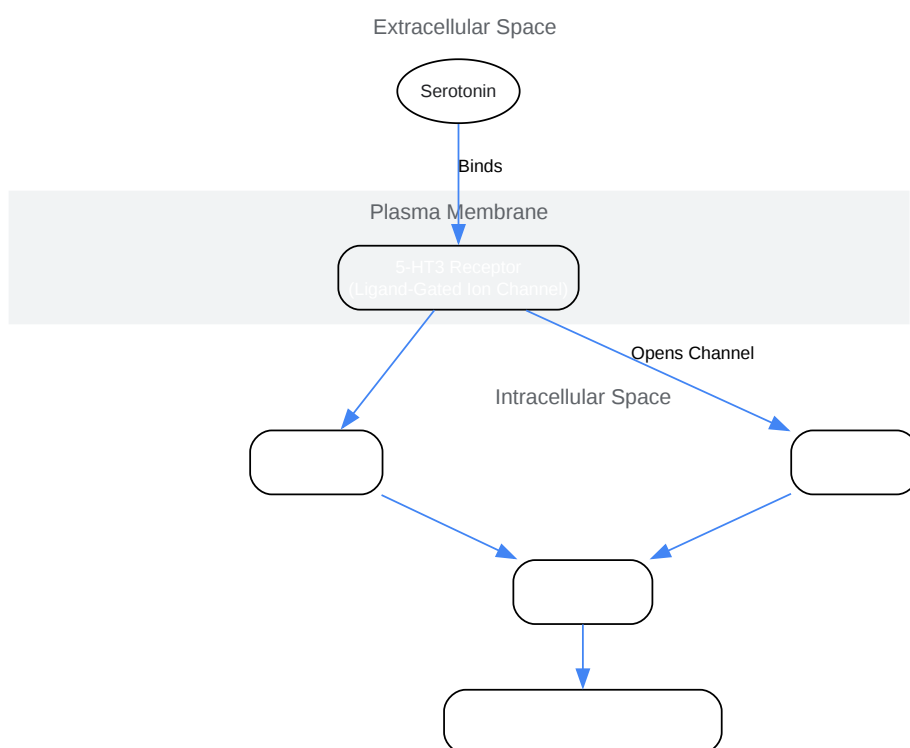 Extracellular Space
Serotonin
Binds
Plasma Membrane
5-HT3 Receptor
(Ligand-Gated Ion Channel)
Opens Channel
Intracellular Space